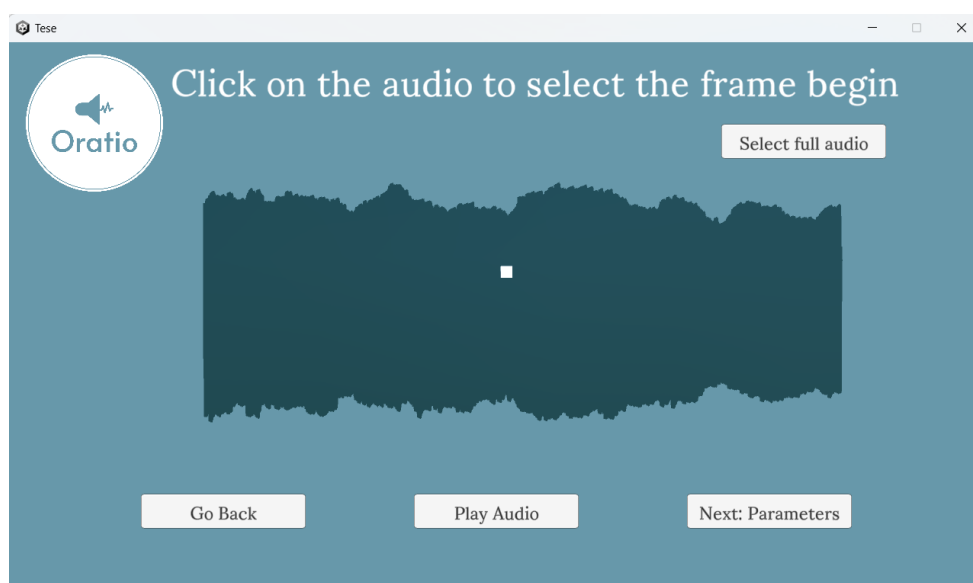 Tese
Click on the audio to select the frame begin
Oratio
Select full audio
Go Back
Play Audio
Next: Parameters